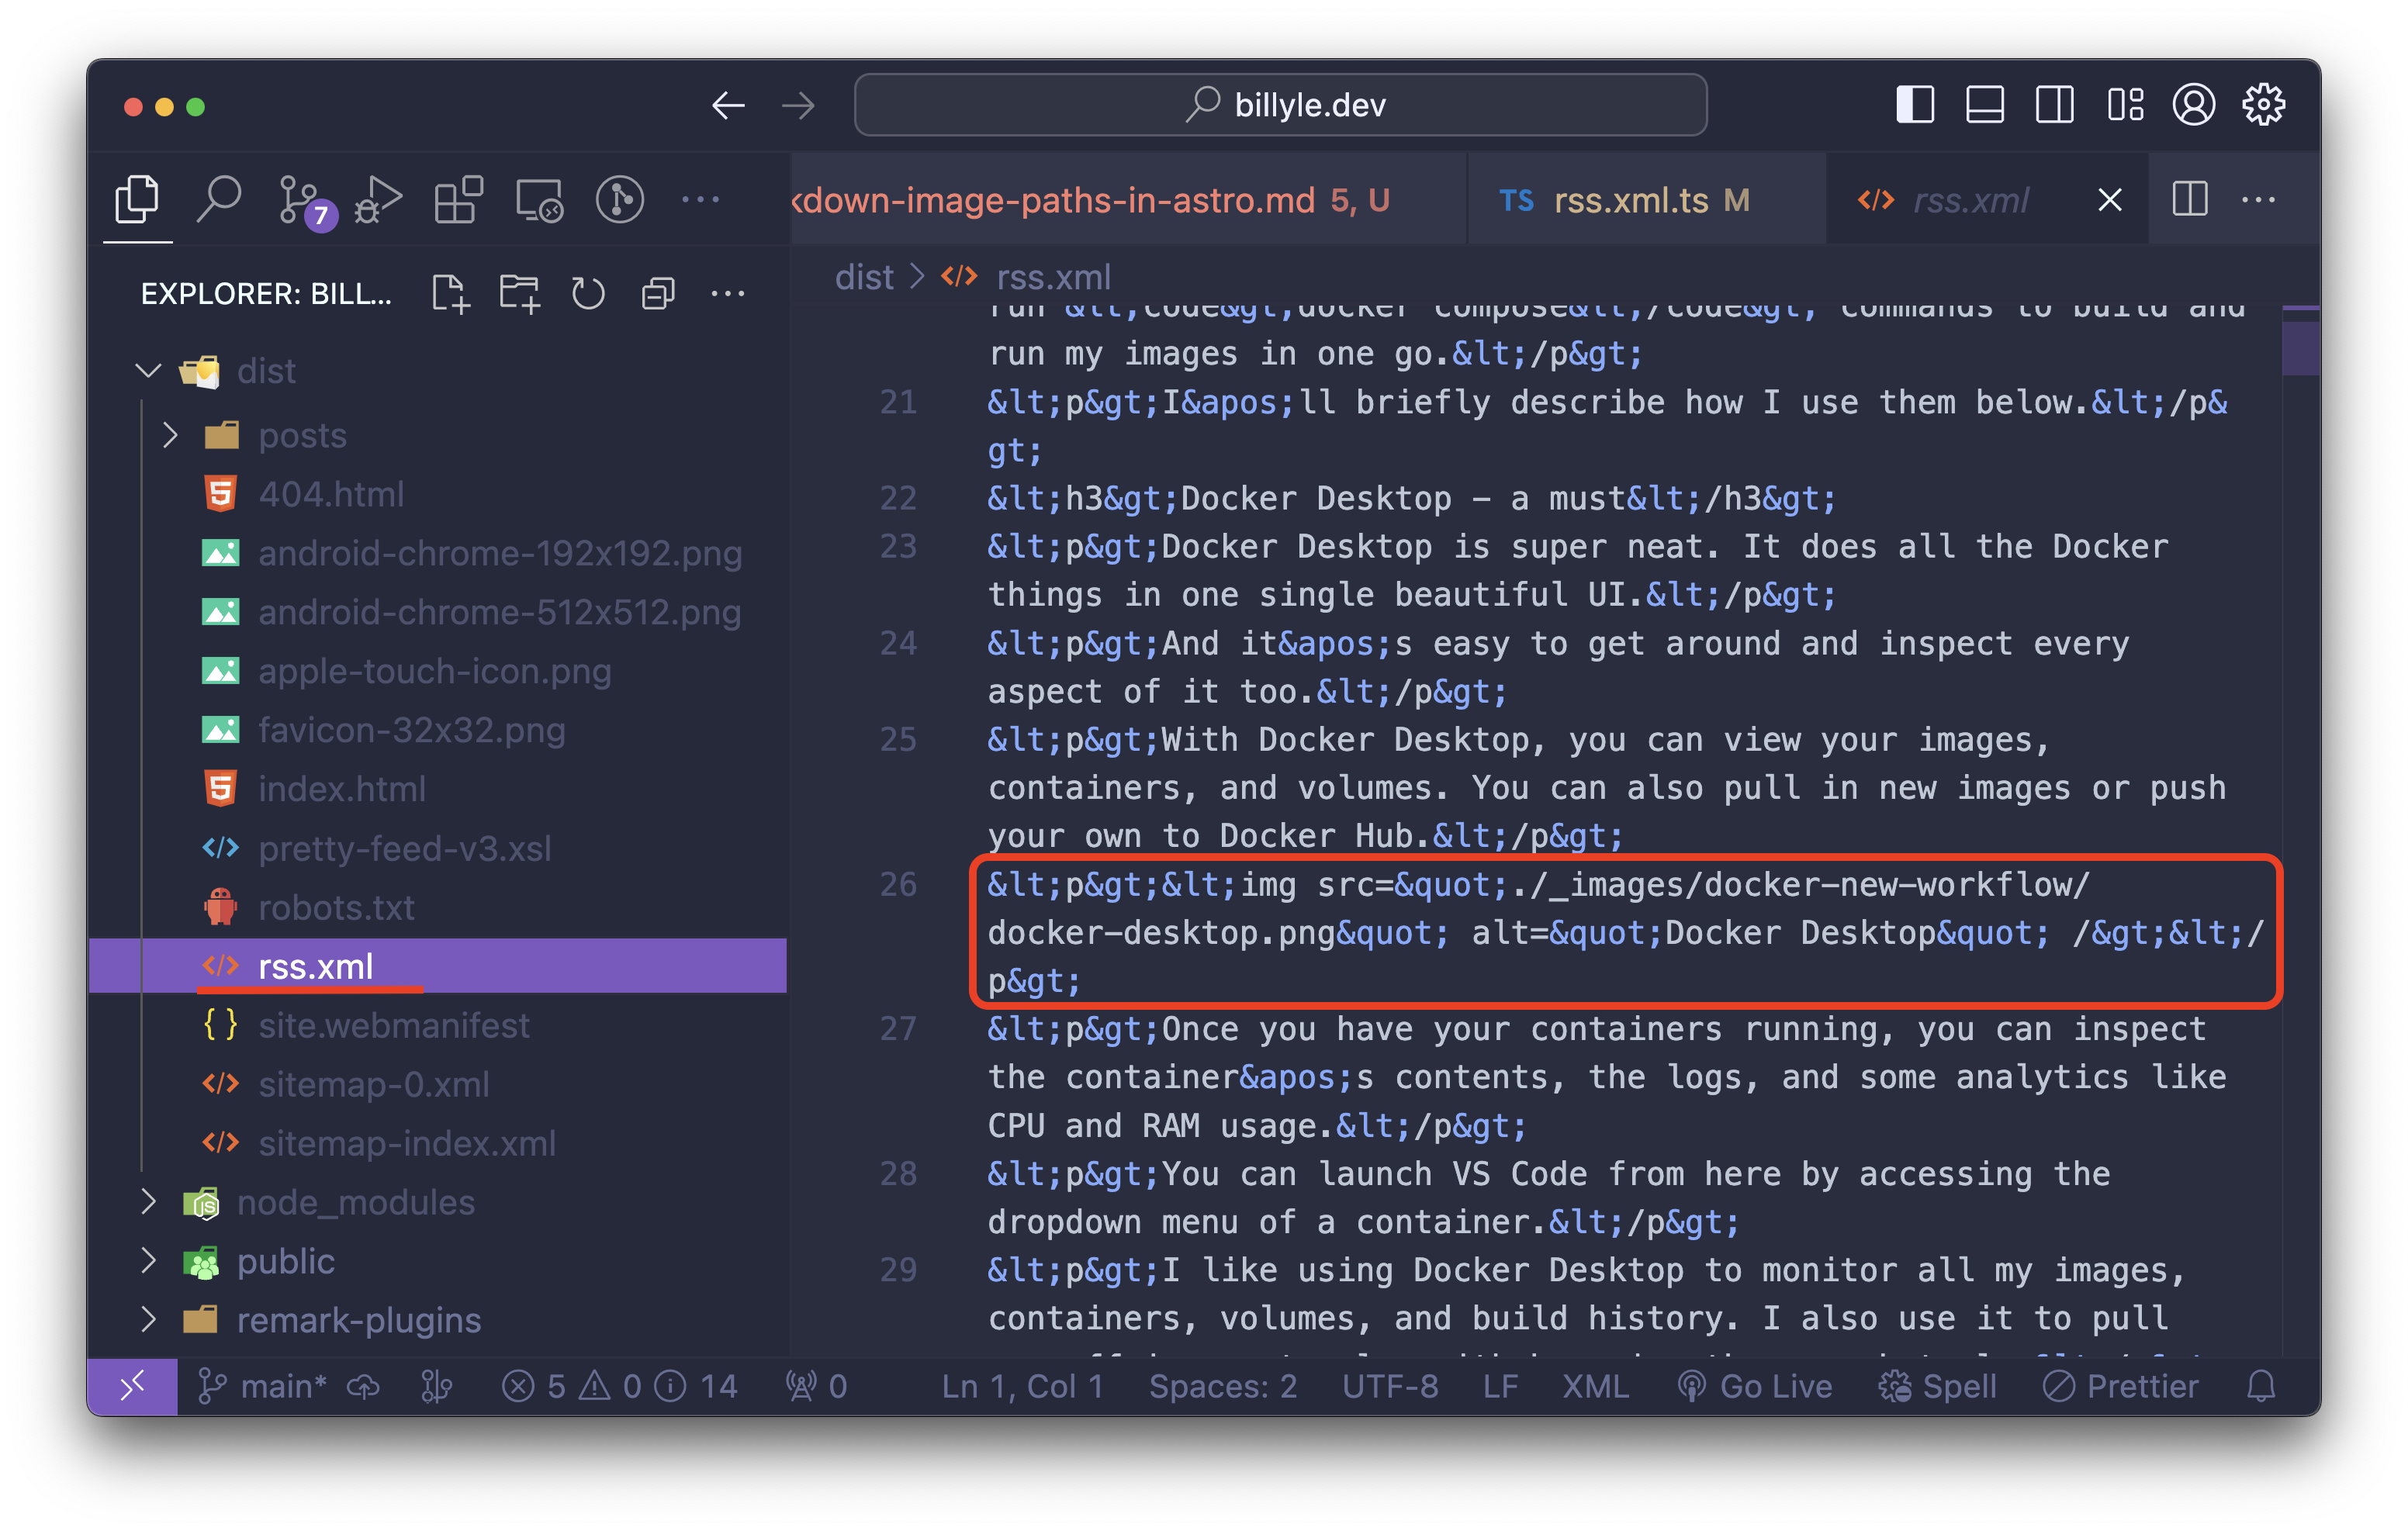 billyle.dev
7
kdown-image-paths-in-astro.md 5, U
TS rss.xml.ts M
rss.xml
EXPLORER: BILL...
dist > rss.xml
dist
posts
404.html
android-chrome-192x192.png
android-chrome-512x512.png
apple-touch-icon.png
favicon-32x32.png
index.html
pretty-feed-v3.xsl
robots.txt
rss.xml
site.webmanifest
sitemap-0.xml
sitemap-index.xml
node_modules
public
remark-plugins
run &lt;code&gt;docker compose&lt;/code&gt; commands to build and
run my images in one go.&lt;/p&gt;
21 &lt;p&gt;I&apos;ll briefly describe how I use them below.&lt;/p&
gt;
22 &lt;h3&gt;Docker Desktop - a must&lt;/h3&gt;
23 &lt;p&gt;Docker Desktop is super neat. It does all the Docker
things in one single beautiful UI.&lt;/p&gt;
24 &lt;p&gt;And it&apos;s easy to get around and inspect every
aspect of it too.&lt;/p&gt;
25 &lt;p&gt;With Docker Desktop, you can view your images,
containers, and volumes. You can also pull in new images or push
your own to Docker Hub.&lt;/p&gt;
26 &lt;p&gt;&lt;img src=&quot;./_images/docker-new-workflow/
docker-desktop.png&quot; alt=&quot;Docker Desktop&quot; /&gt;&lt;/
p&gt;
27 &lt;p&gt;Once you have your containers running, you can inspect
the container&apos;s contents, the logs, and some analytics like
CPU and RAM usage.&lt;/p&gt;
28 &lt;p&gt;You can launch VS Code from here by accessing the
dropdown menu of a container.&lt;/p&gt;
29 &lt;p&gt;I like using Docker Desktop to monitor all my images,
containers, volumes, and build history. I also use it to pull
main* 5 0 14 0 Ln 1, Col 1 Spaces: 2 UTF-8 LF XML Go Live Spell Prettier